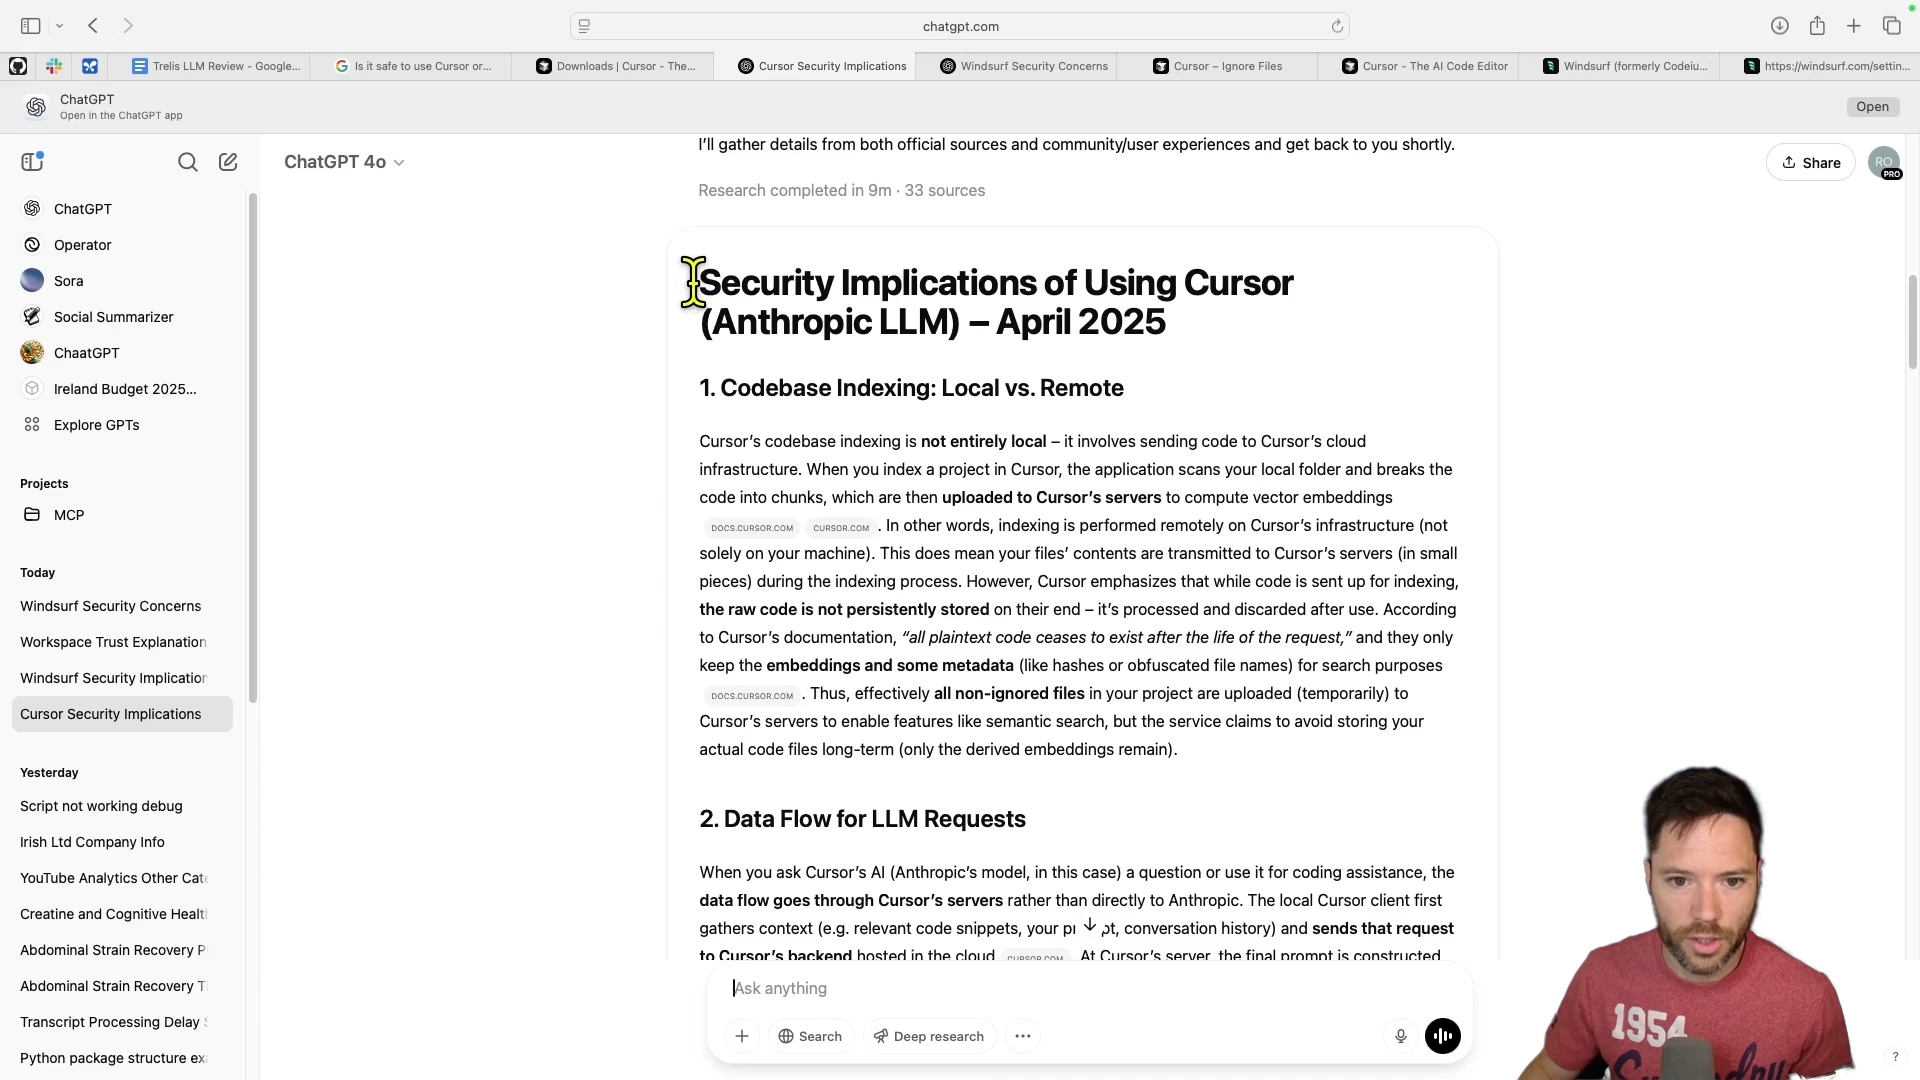 chatgpt.com
Trelis LLM Review - Google...
Is it safe to use Cursor or...
Downloads | Cursor - The...
Cursor Security Implications
Windsurf Security Concerns
Cursor – Ignore Files
Cursor - The AI Code Editor
Windsurf (formerly Codeiu...
https://windsurf.com/settin...
ChatGPT
Open in the ChatGPT app
Open
ChatGPT
Operator
Sora
Social Summarizer
ChaatGPT
Ireland Budget 2025...
Explore GPTs
Projects
MCP
Today
Windsurf Security Concerns
Workspace Trust Explanation
Windsurf Security Implication
Cursor Security Implications
Yesterday
Script not working debug
Irish Ltd Company Info
YouTube Analytics Other Cat
Creatine and Cognitive Healt
Abdominal Strain Recovery P
Abdominal Strain Recovery T
Transcript Processing Delay
Python package structure ex
ChatGPT 4o
Share
RO
PRO
I'll gather details from both official sources and community/user experiences and get back to you shortly.
Research completed in 9m · 33 sources
Security Implications of Using Cursor
(Anthropic LLM) – April 2025
1. Codebase Indexing: Local vs. Remote
Cursor's codebase indexing is not entirely local – it involves sending code to Cursor's cloud
infrastructure. When you index a project in Cursor, the application scans your local folder and breaks the
code into chunks, which are then uploaded to Cursor's servers to compute vector embeddings
DOCS.CURSOR.COM CURSOR.COM . In other words, indexing is performed remotely on Cursor's infrastructure (not
solely on your machine). This does mean your files' contents are transmitted to Cursor's servers (in small
pieces) during the indexing process. However, Cursor emphasizes that while code is sent up for indexing,
the raw code is not persistently stored on their end – it's processed and discarded after use. According
to Cursor's documentation, “all plaintext code ceases to exist after the life of the request,” and they only
keep the embeddings and some metadata (like hashes or obfuscated file names) for search purposes
DOCS.CURSOR.COM . Thus, effectively all non-ignored files in your project are uploaded (temporarily) to
Cursor's servers to enable features like semantic search, but the service claims to avoid storing your
actual code files long-term (only the derived embeddings remain).
2. Data Flow for LLM Requests
When you ask Cursor's AI (Anthropic's model, in this case) a question or use it for coding assistance, the
data flow goes through Cursor's servers rather than directly to Anthropic. The local Cursor client first
gathers context (e.g. relevant code snippets, your pr pt, conversation history) and sends that request
to Cursor's backend hosted in the cloud CURSOR.COM . At Cursor's server, the final prompt is constructed
Ask anything
Search
Deep research
?
1954